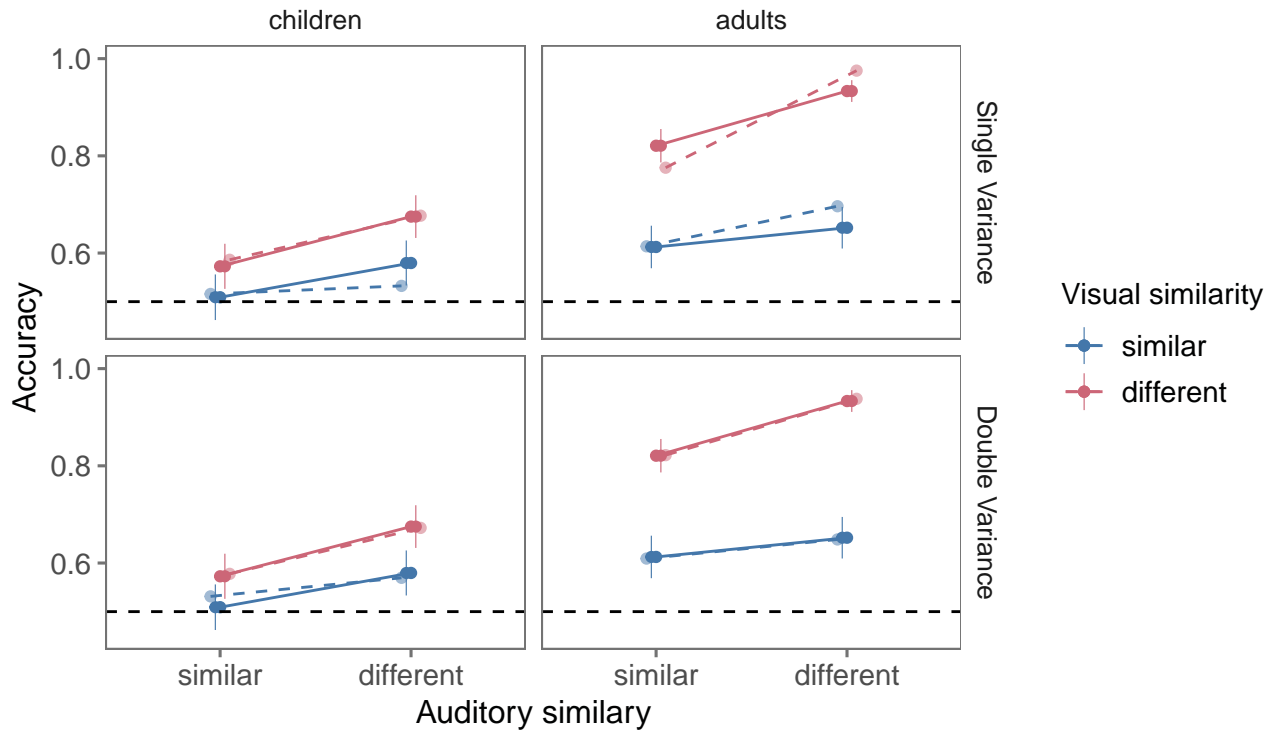 children
adults
1.0
0.8
0.6
Single Variance
1.0
0.8
0.6
Double Variance
Accuracy
similar
different
similar
different
Auditory similary
Visual similarity
similar
different